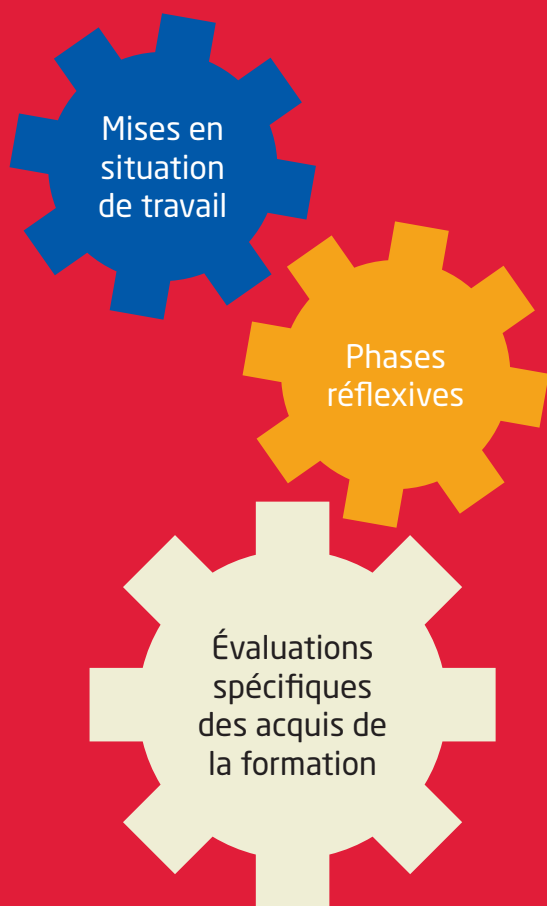 Mises en
situation
de travail
Phases
réflexives
Évaluations
spécifiques
des acquis de
la formation